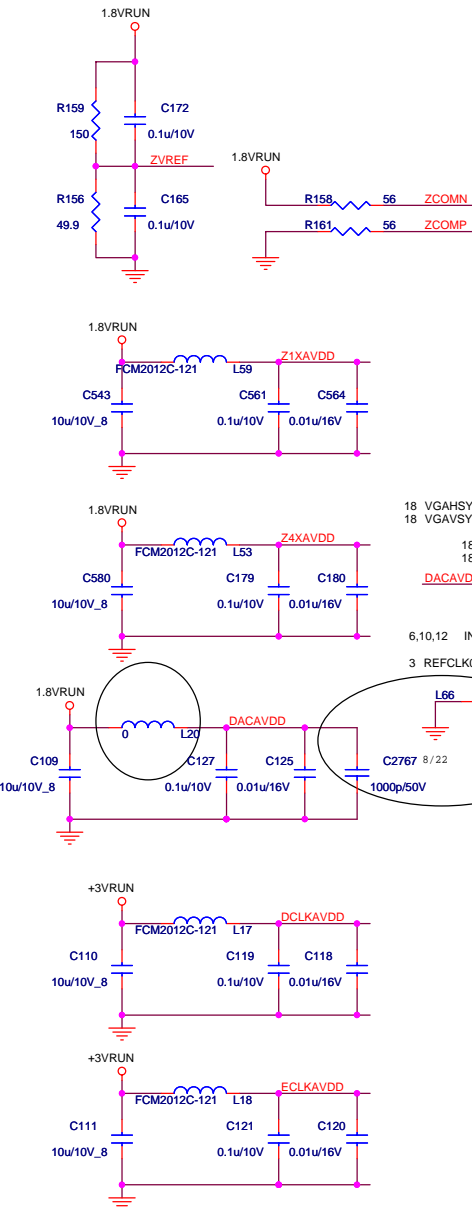 1.8VRUN
R159
150
C172
0.1u/10V
ZVREF
1.8VRUN
R156
49.9
C165
0.1u/10V
R158
56
ZCOMN
R161
56
ZCOMP
1.8VRUN
FCM2012C-121
L59
Z1XAVDD
C543
10u/10V_8
C561
0.1u/10V
C564
0.01u/16V
1.8VRUN
FCM2012C-121
L53
Z4XAVDD
C580
10u/10V_8
C179
0.1u/10V
C180
0.01u/16V
18 VGAHSY
18 VGAVSY
18
18
DACAVD
6,10,12 IN
3 REFCLK0
L66
1.8VRUN
0
L20
DACAVDD
C109
10u/10V_8
C127
0.1u/10V
C125
0.01u/16V
C2767
8/22
1000p/50V
+3VRUN
FCM2012C-121
L17
DCLKAVDD
C110
10u/10V_8
C119
0.1u/10V
C118
0.01u/16V
+3VRUN
FCM2012C-121
L18
ECLKAVDD
C111
10u/10V_8
C121
0.1u/10V
C120
0.01u/16V